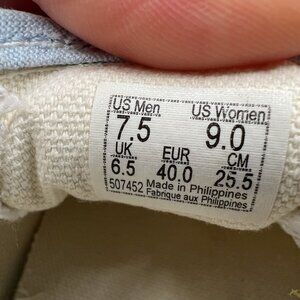 US Men US Women
7.5 9.0
UK EUR CM
6.5 40.0 25.5
507452 Made in Philippines
Fabrique aux Philippines